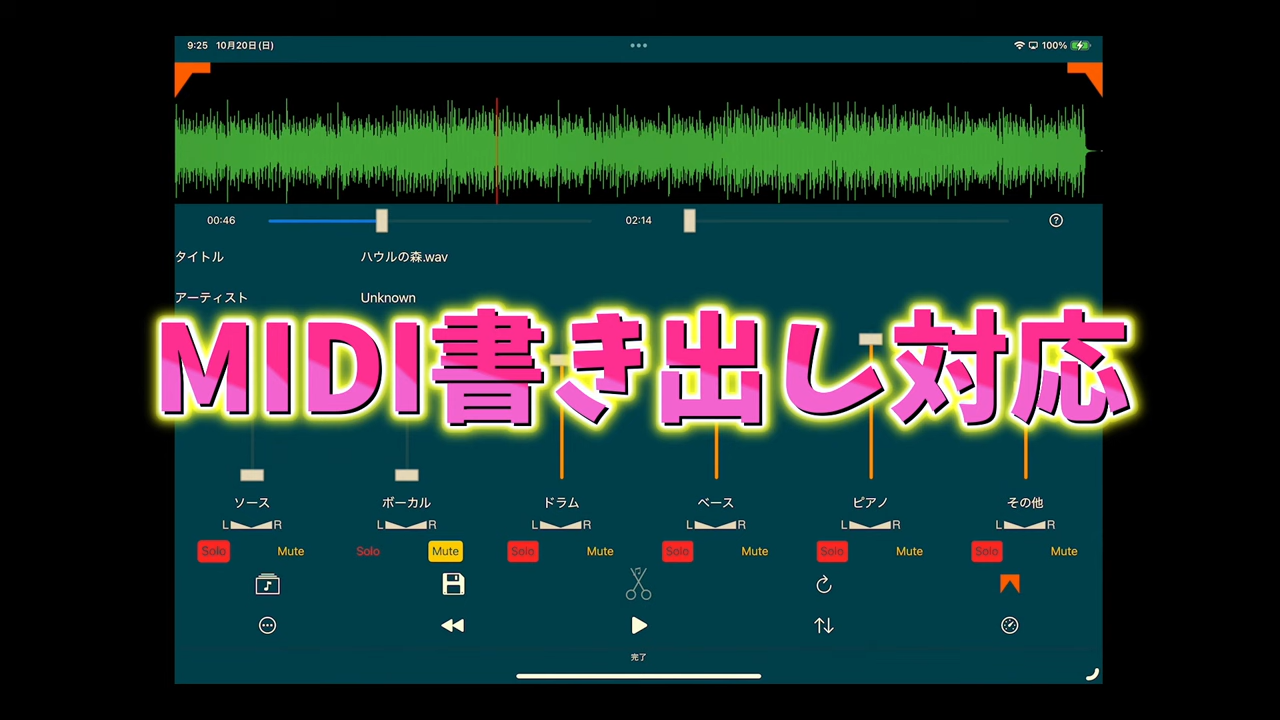 9:25 10月20日(日)
100%
00:46
02:14
タイトル ハウルの森.wav
アーティスト Unknown
MIDI書き出し対応
ソース ボーカル ドラム ベース ピアノ その他
L R L R L R L R L R L R
Solo Mute Solo Mute Solo Mute Solo Mute Solo Mute Solo Mute
完了